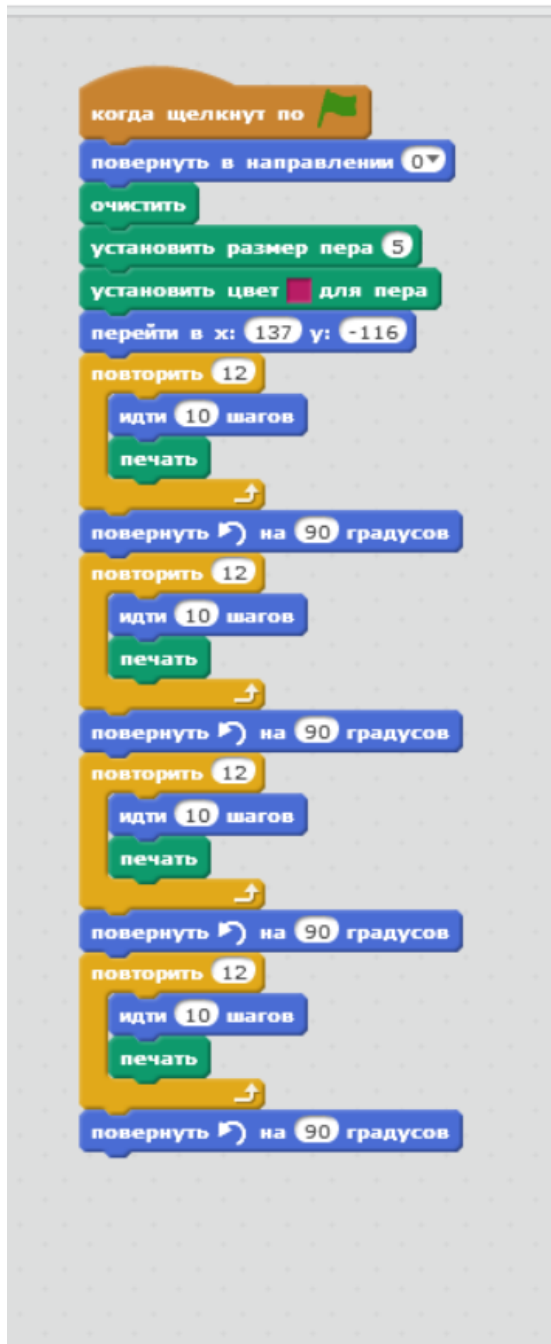 когда щелкнут по
повернуть в направлении 0
очистить
установить размер пера 5
установить цвет для пера
перейти в x: 137 y: -116
повторить 12
идти 10 шагов
печать
повернуть на 90 градусов
повторить 12
идти 10 шагов
печать
повернуть на 90 градусов
повторить 12
идти 10 шагов
печать
повернуть на 90 градусов
повторить 12
идти 10 шагов
печать
повернуть на 90 градусов